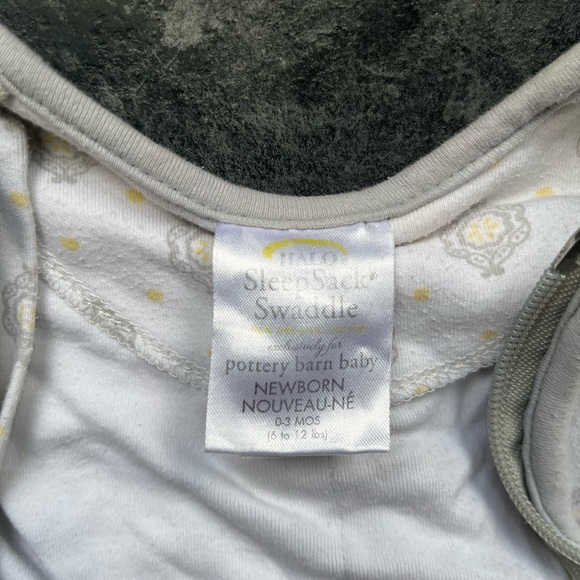 HALO
SleepSack®
Swaddle
exclusively for
pottery barn baby
NEWBORN
NOUVEAU-NÉ
0-3 MOS
(6 to 12 lbs)